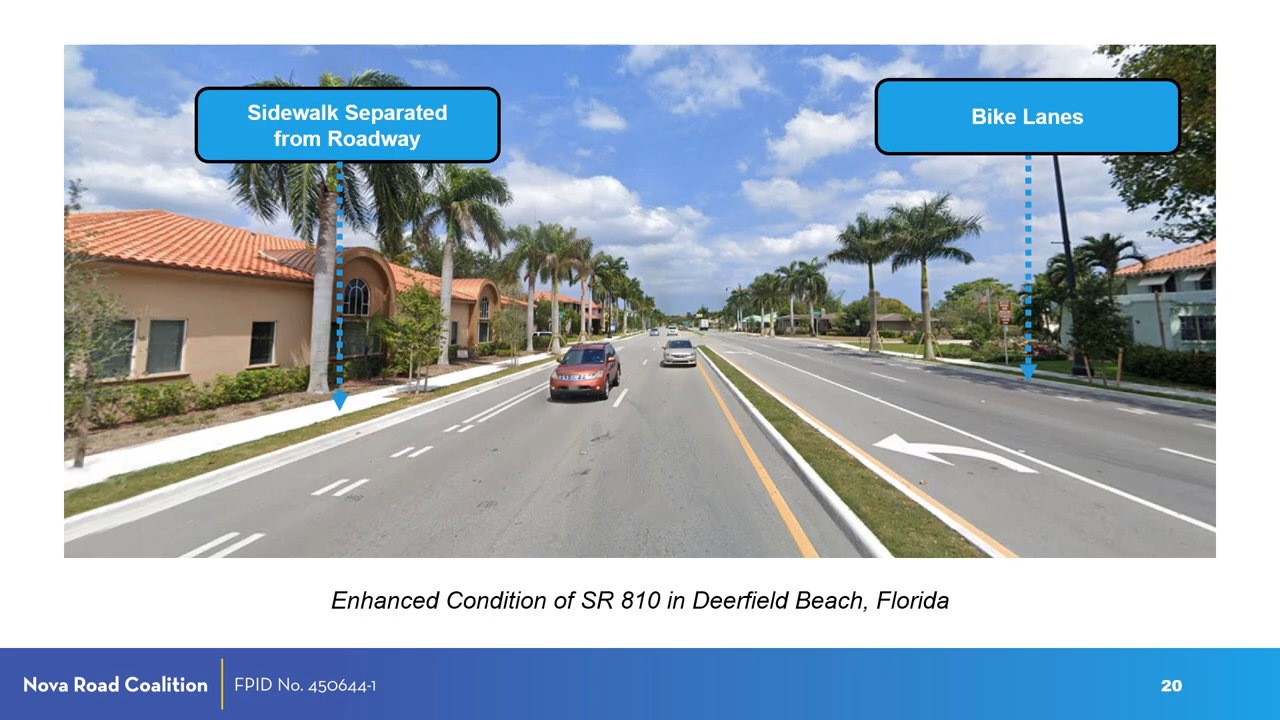 Sidewalk Separated
from Roadway
Bike Lanes
Enhanced Condition of SR 810 in Deerfield Beach, Florida
Nova Road Coalition
FPID No. 450644-1
20